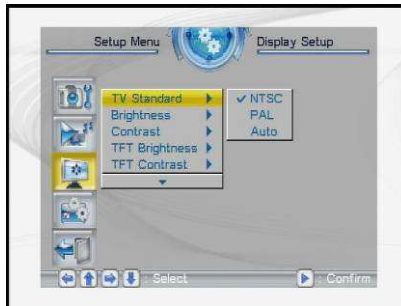 Setup Menu
Display Setup
TV Standard
Brightness
Contrast
TFT Brightness
TFT Contrast
✓ NTSC
PAL
Auto
: Select
: Confirm